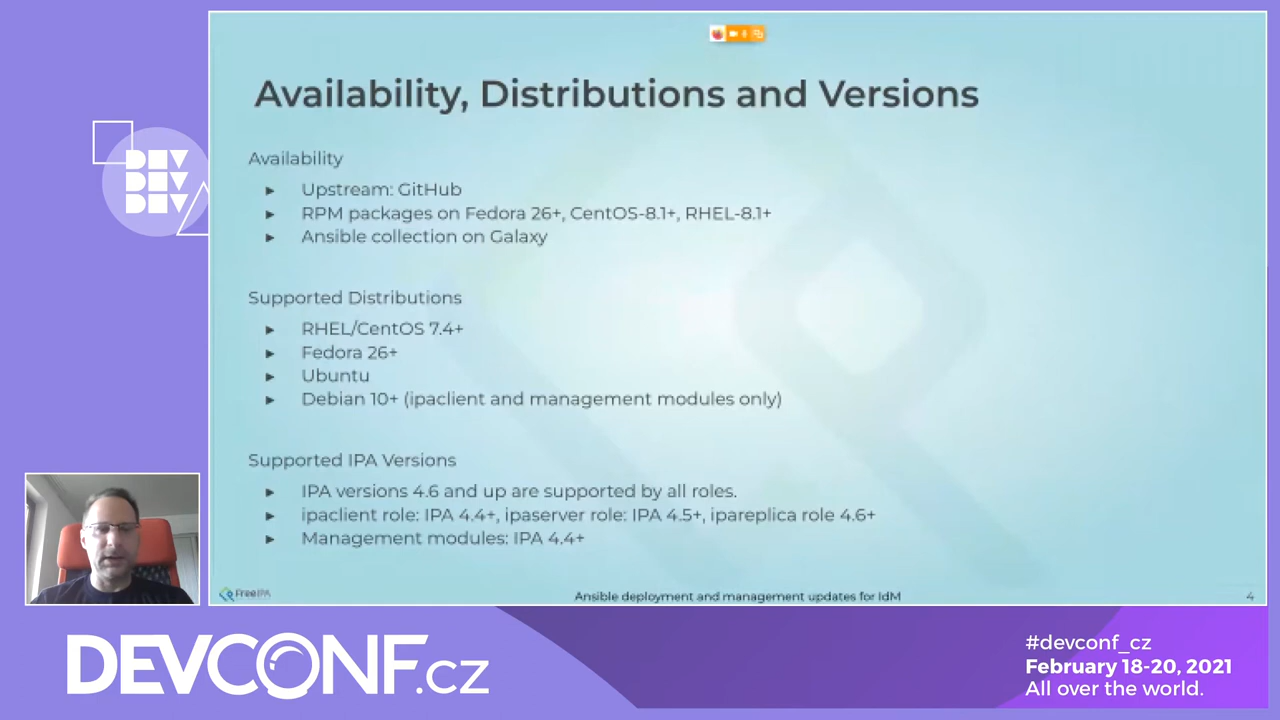 Availability, Distributions and Versions
Availability
► Upstream: GitHub
► RPM packages on Fedora 26+, CentOS-8.1+, RHEL-8.1+
► Ansible collection on Galaxy
Supported Distributions
► RHEL/CentOS 7.4+
► Fedora 26+
► Ubuntu
► Debian 10+ (ipaclient and management modules only)
Supported IPA Versions
► IPA versions 4.6 and up are supported by all roles.
► ipaclient role: IPA 4.4+, ipaserver role: IPA 4.5+, ipareplica role 4.6+
► Management modules: IPA 4.4+
FreeIPA
Ansible deployment and management updates for IdM
4
DEV
DEV
DEV
DEVCONF.cz
#devconf_cz
February 18-20, 2021
All over the world.